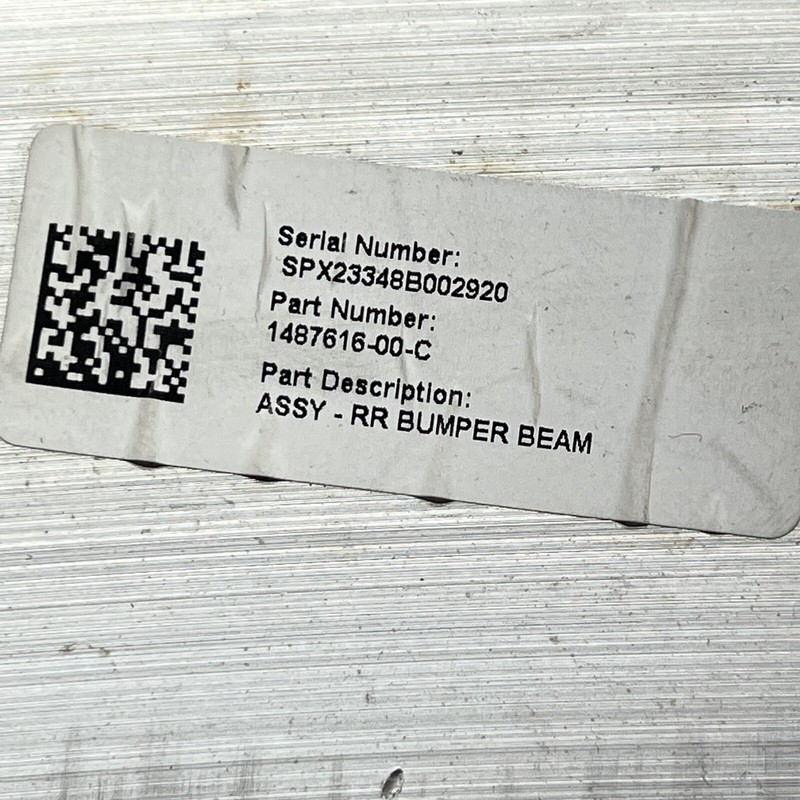 Serial Number:
SPX23348B002920
Part Number:
1487616-00-C
Part Description:
ASSY - RR BUMPER BEAM